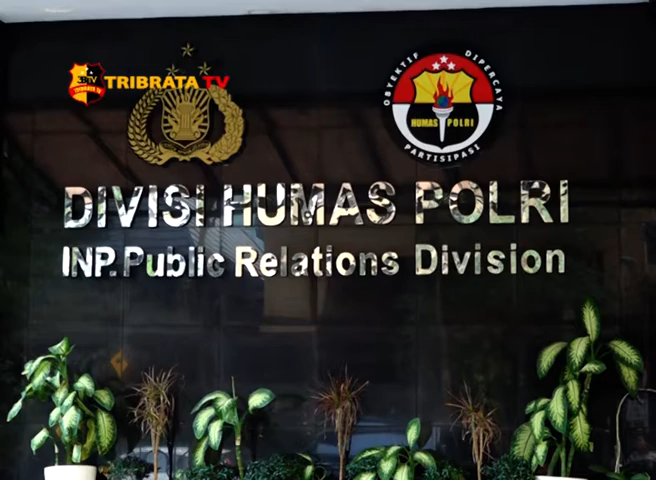 TRIBRATA TV
OBYEKTIF DIPERCAYA
HUMAS POLRI
PARTISIPASI
DIVISI HUMAS POLRI
INP. Public Relations Division